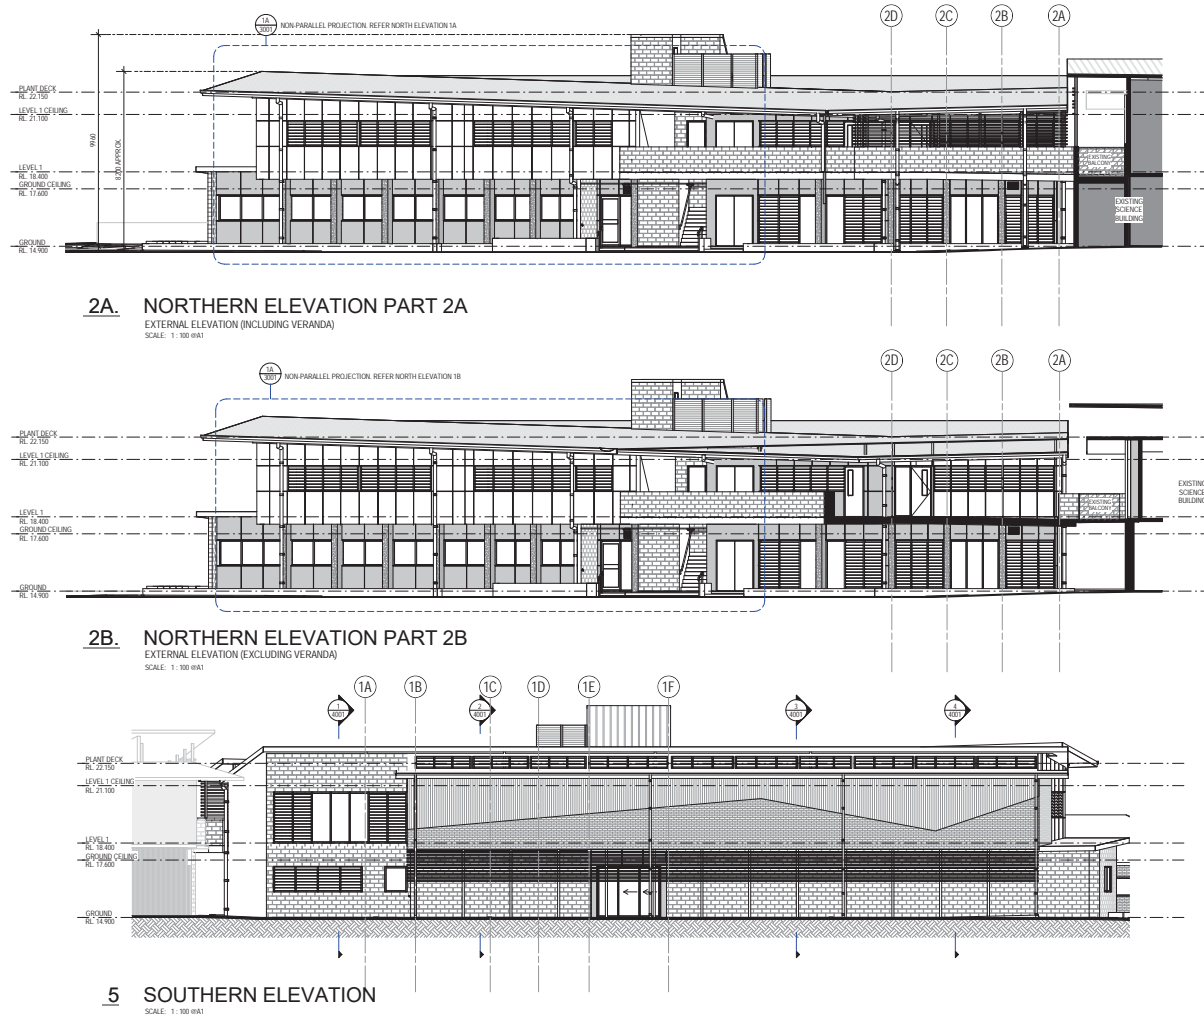 1A
3001
NON-PARALLEL PROJECTION. REFER NORTH ELEVATION 1A
2D
2C
2B
2A
PLANT DECK
RL. 22.150
LEVEL 1 CEILING
RL. 21.100
LEVEL 1
RL. 18.400
GROUND CEILING
RL. 17.600
GROUND
RL. 14.900
9960
8200 APPROX
EXISTING
BALCONY
EXISTING
SCIENCE
BUILDING
2A. NORTHERN ELEVATION PART 2A
EXTERNAL ELEVATION (INCLUDING VERANDA)
SCALE: 1 : 100 @A1
1A
3001
NON-PARALLEL PROJECTION. REFER NORTH ELEVATION 1B
2D
2C
2B
2A
PLANT DECK
RL. 22.150
LEVEL 1 CEILING
RL. 21.100
LEVEL 1
RL. 18.400
GROUND CEILING
RL. 17.600
GROUND
RL. 14.900
EXISTING
BALCONY
EXISTING
SCIENCE
BUILDING
2B. NORTHERN ELEVATION PART 2B
EXTERNAL ELEVATION (EXCLUDING VERANDA)
SCALE: 1 : 100 @A1
1
4001
1A
1B
2
4001
1C
1D
1E
1F
3
4001
4
4001
PLANT DECK
RL. 22.150
LEVEL 1 CEILING
RL. 21.100
LEVEL 1
RL. 18.400
GROUND CEILING
RL. 17.600
GROUND
RL. 14.900
5 SOUTHERN ELEVATION
SCALE: 1 : 100 @A1